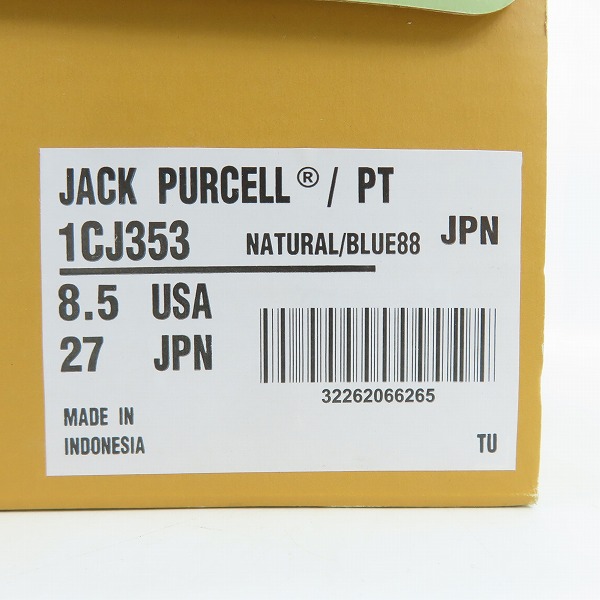 JACK PURCELL® / PT
1CJ353 NATURAL/BLUE88 JPN
8.5 USA
27 JPN
32262066265
MADE IN
INDONESIA
TU